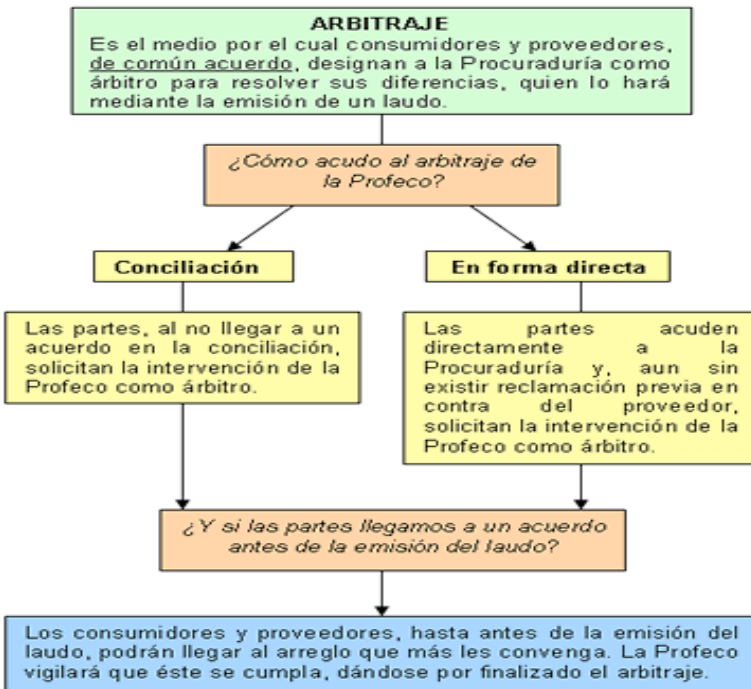 ARBITRAJE
Es el medio por el cual consumidores y proveedores,
de común acuerdo, designan a la Procuraduría como
árbitro para resolver sus diferencias, quien lo hará
mediante la emisión de un laudo.
¿Cómo acudo al arbitraje de
la Profeco?
Conciliación
Las partes, al no llegar a un
acuerdo en la conciliación,
solicitan la intervención de la
Profeco como árbitro.
En forma directa
Las partes acuden
directamente a la
Procuraduría y, aun sin
existir reclamación previa en
contra del proveedor,
solicitan la intervención de la
Profeco como árbitro.
¿Y si las partes llegamos a un acuerdo
antes de la emisión del laudo?
Los consumidores y proveedores, hasta antes de la emisión del
laudo, podrán llegar al arreglo que más les convenga. La Profeco
vigilará que éste se cumpla, dándose por finalizado el arbitraje.